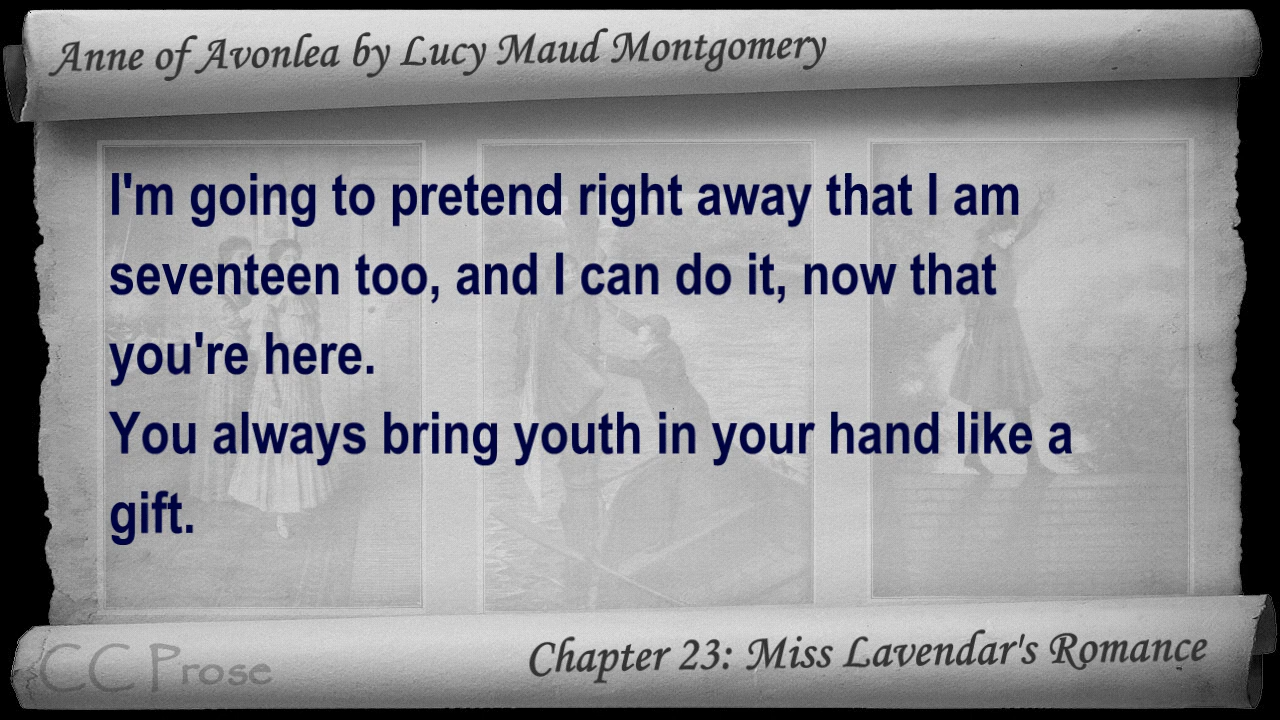 Anne of Avonlea by Lucy Maud Montgomery
I'm going to pretend right away that I am
seventeen too, and I can do it, now that
you're here.
You always bring youth in your hand like a
gift.
CC Prose
Chapter 23: Miss Lavendar's Romance